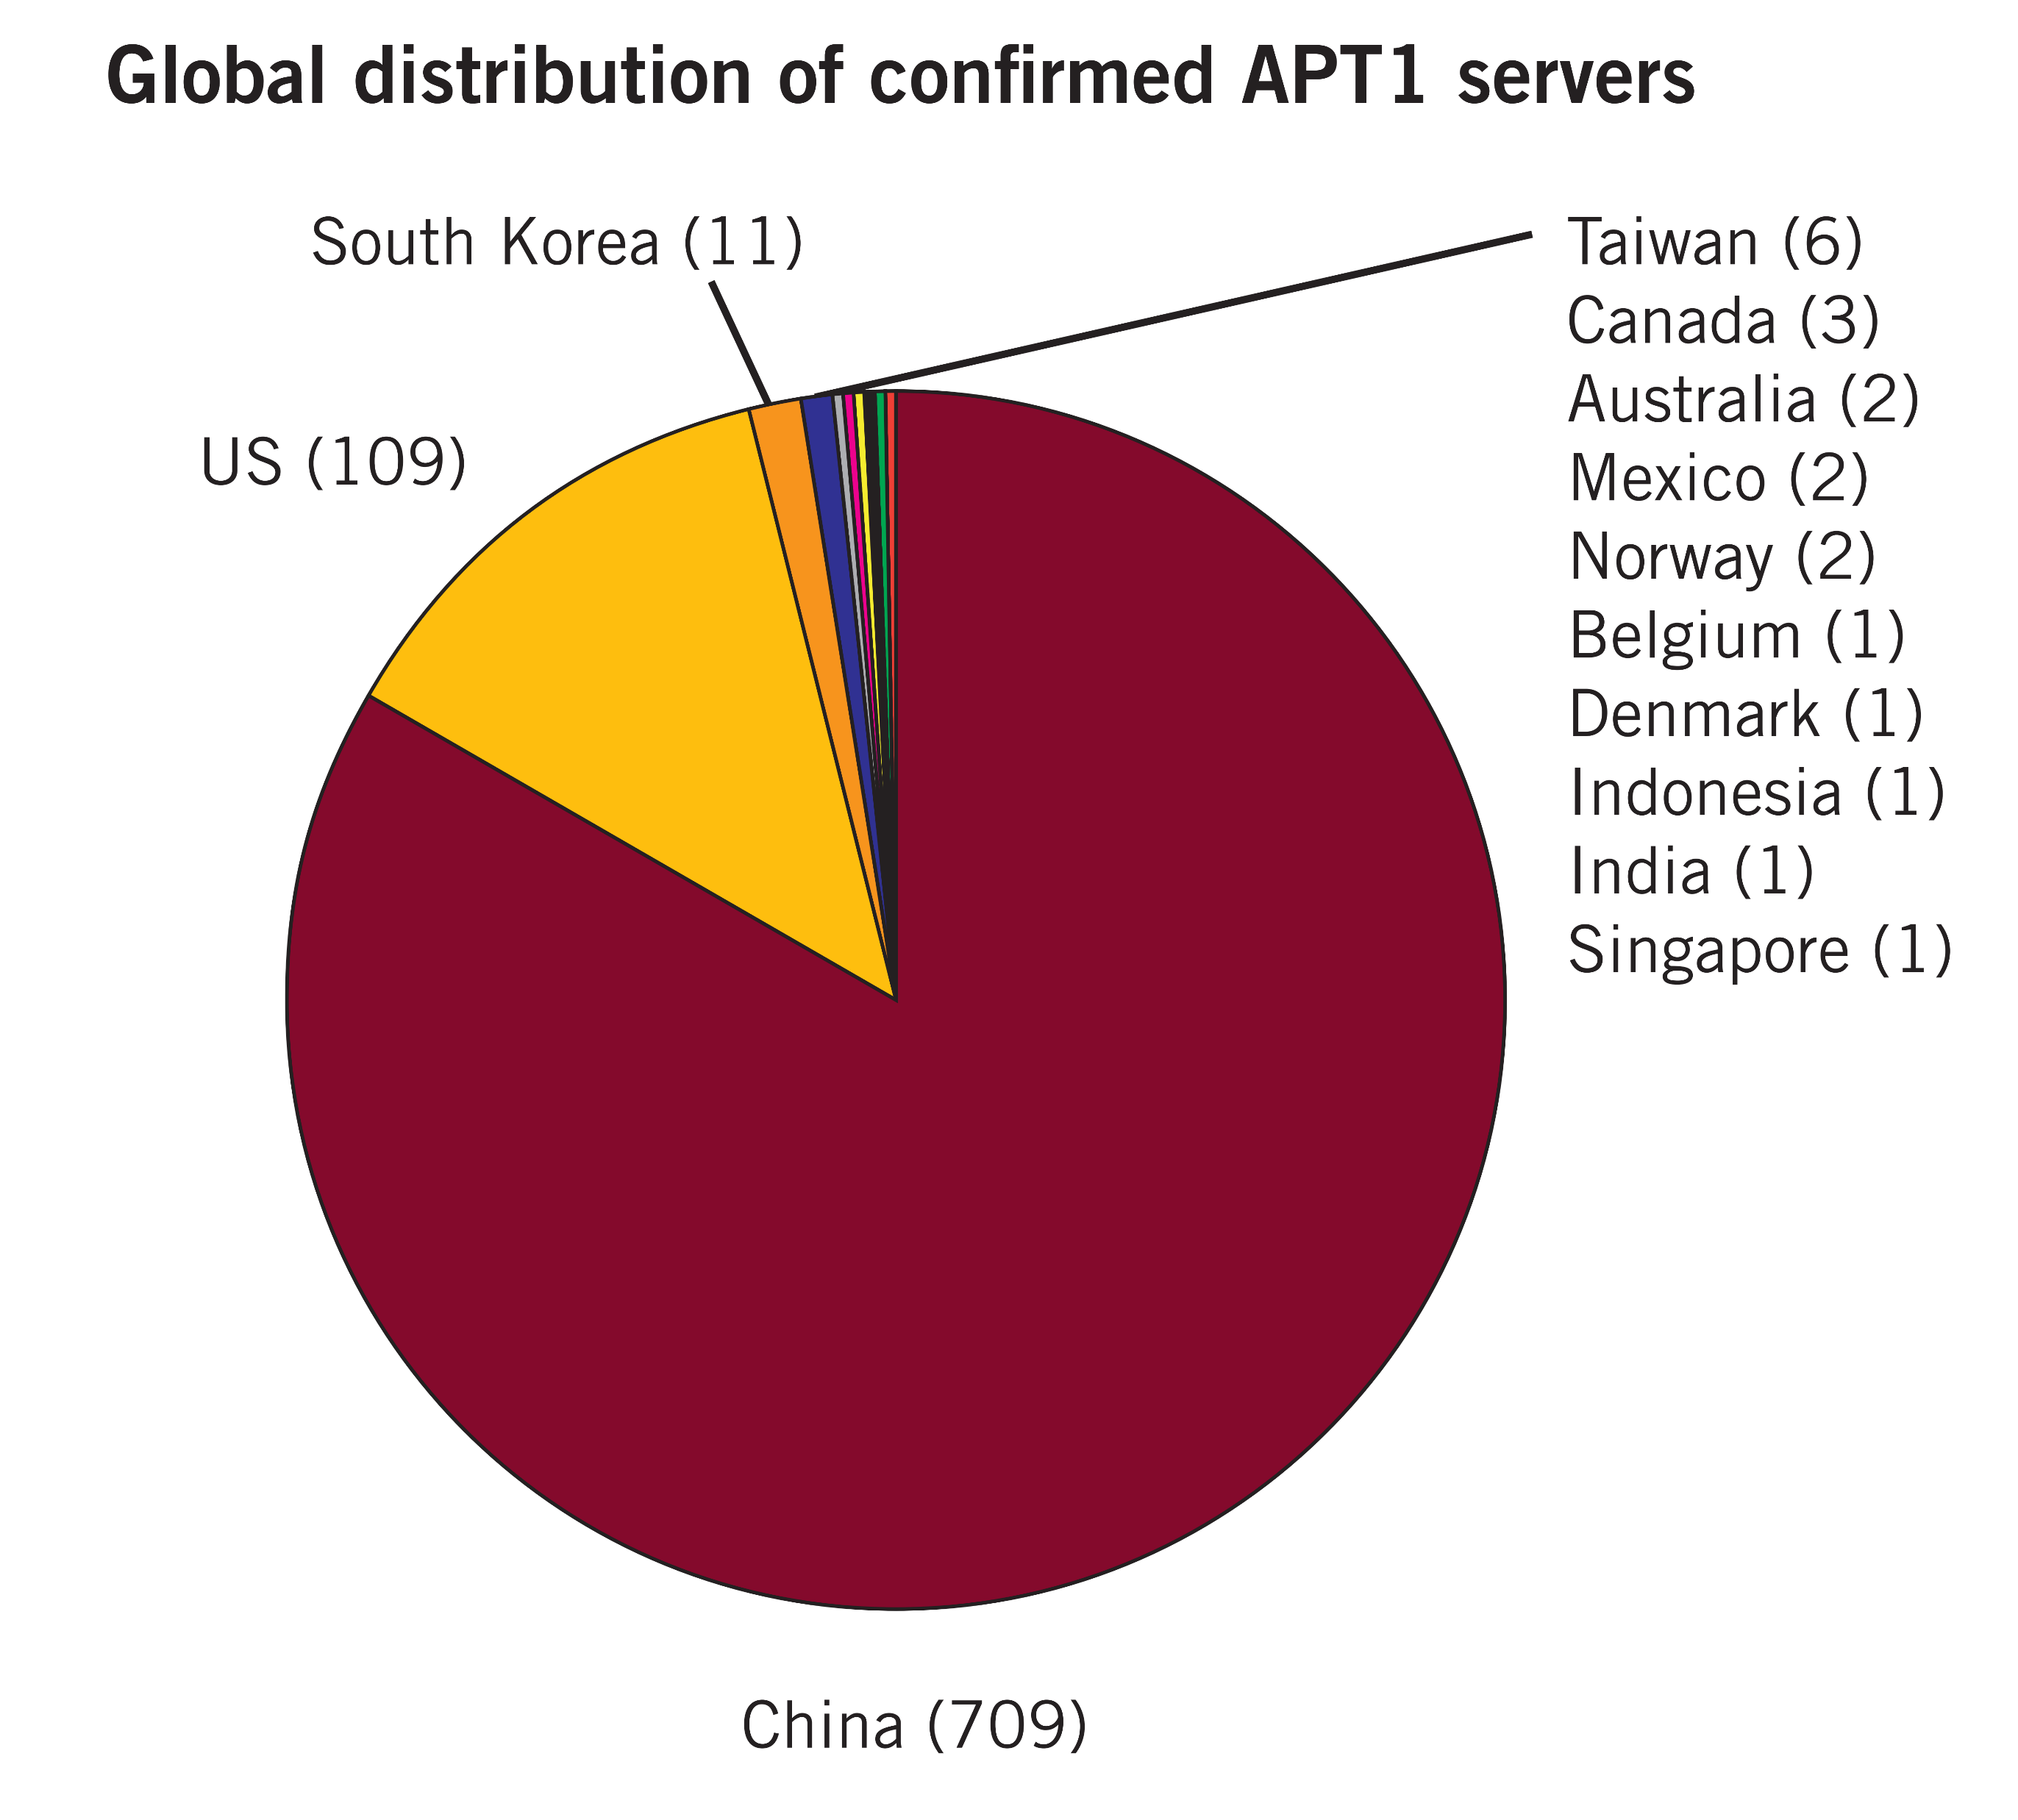 Global distribution of confirmed APT1 servers
South Korea (11)
US (109)
Taiwan (6)
Canada (3)
Australia (2)
Mexico (2)
Norway (2)
Belgium (1)
Denmark (1)
Indonesia (1)
India (1)
Singapore (1)
China (709)